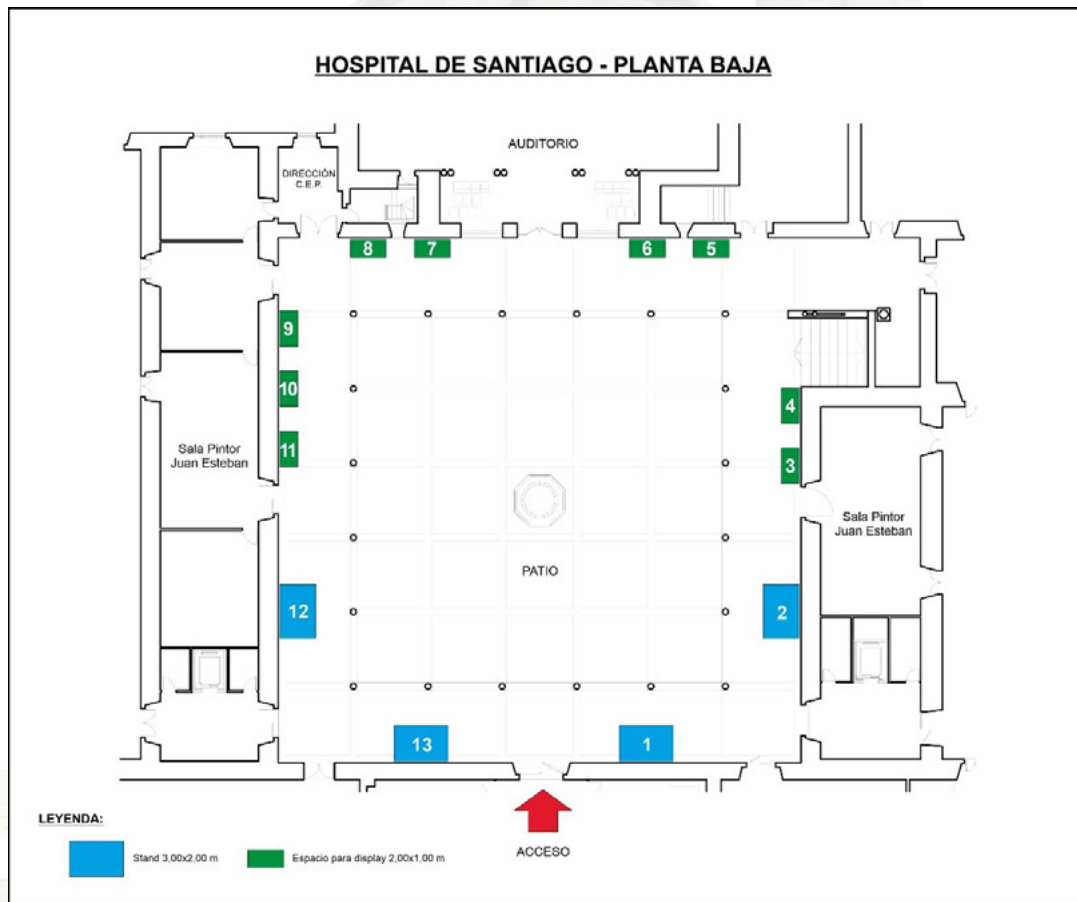 HOSPITAL DE SANTIAGO - PLANTA BAJA
AUDITORIO
DIRECCIÓN
C.E.P.
8
7
6
5
9
10
11
4
3
Sala Pintor
Juan Esteban
Sala Pintor
Juan Esteban
PATIO
12
2
13
1
LEYENDA:
Stand 3,00x2,00 m
Espacio para display 2,00x1,00 m
ACCESO